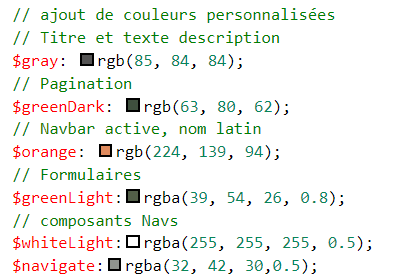 // ajout de couleurs personnalisées
// Titre et texte description
$gray: rgb(85, 84, 84);
// Pagination
$greenDark: rgb(63, 80, 62);
// Navbar active, nom latin
$orange: rgb(224, 139, 94);
// Formulaires
$greenLight:rgba(39, 54, 26, 0.8);
// composants Navs
$whiteLight:rgba(255, 255, 255, 0.5);
$navigate:rgba(32, 42, 30,0.5);